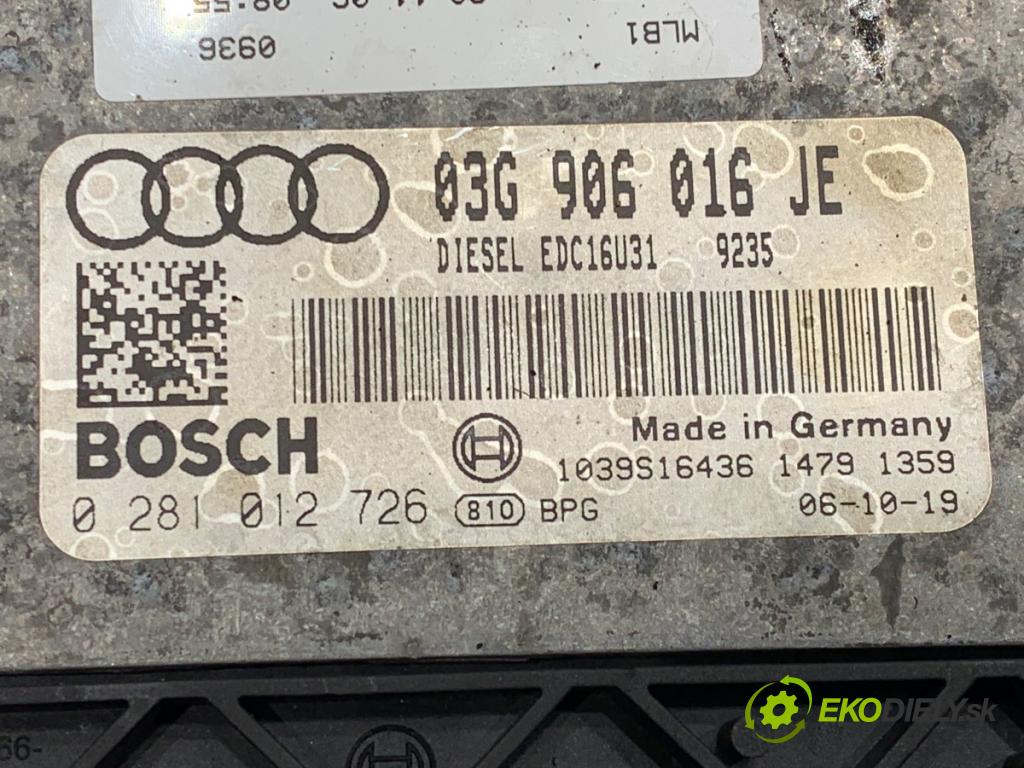 MLB1
0936
03G 906 016 JE
DIESEL EDC16U31 9235
BOSCH
Made in Germany
1039S16436 1479 1359
0 281 012 726 810 BPG 06-10-19
66-
EKODIELY.sk